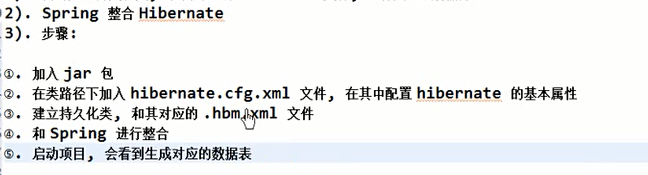 2). Spring 整合 Hibernate
3). 步骤:
①. 加入 jar 包
②. 在类路径下加入 hibernate.cfg.xml 文件, 在其中配置 hibernate 的基本属性
③. 建立持久化类, 和其对应的 .hbm.xml 文件
④. 和 Spring 进行整合
⑤. 启动项目, 会看到生成对应的数据表